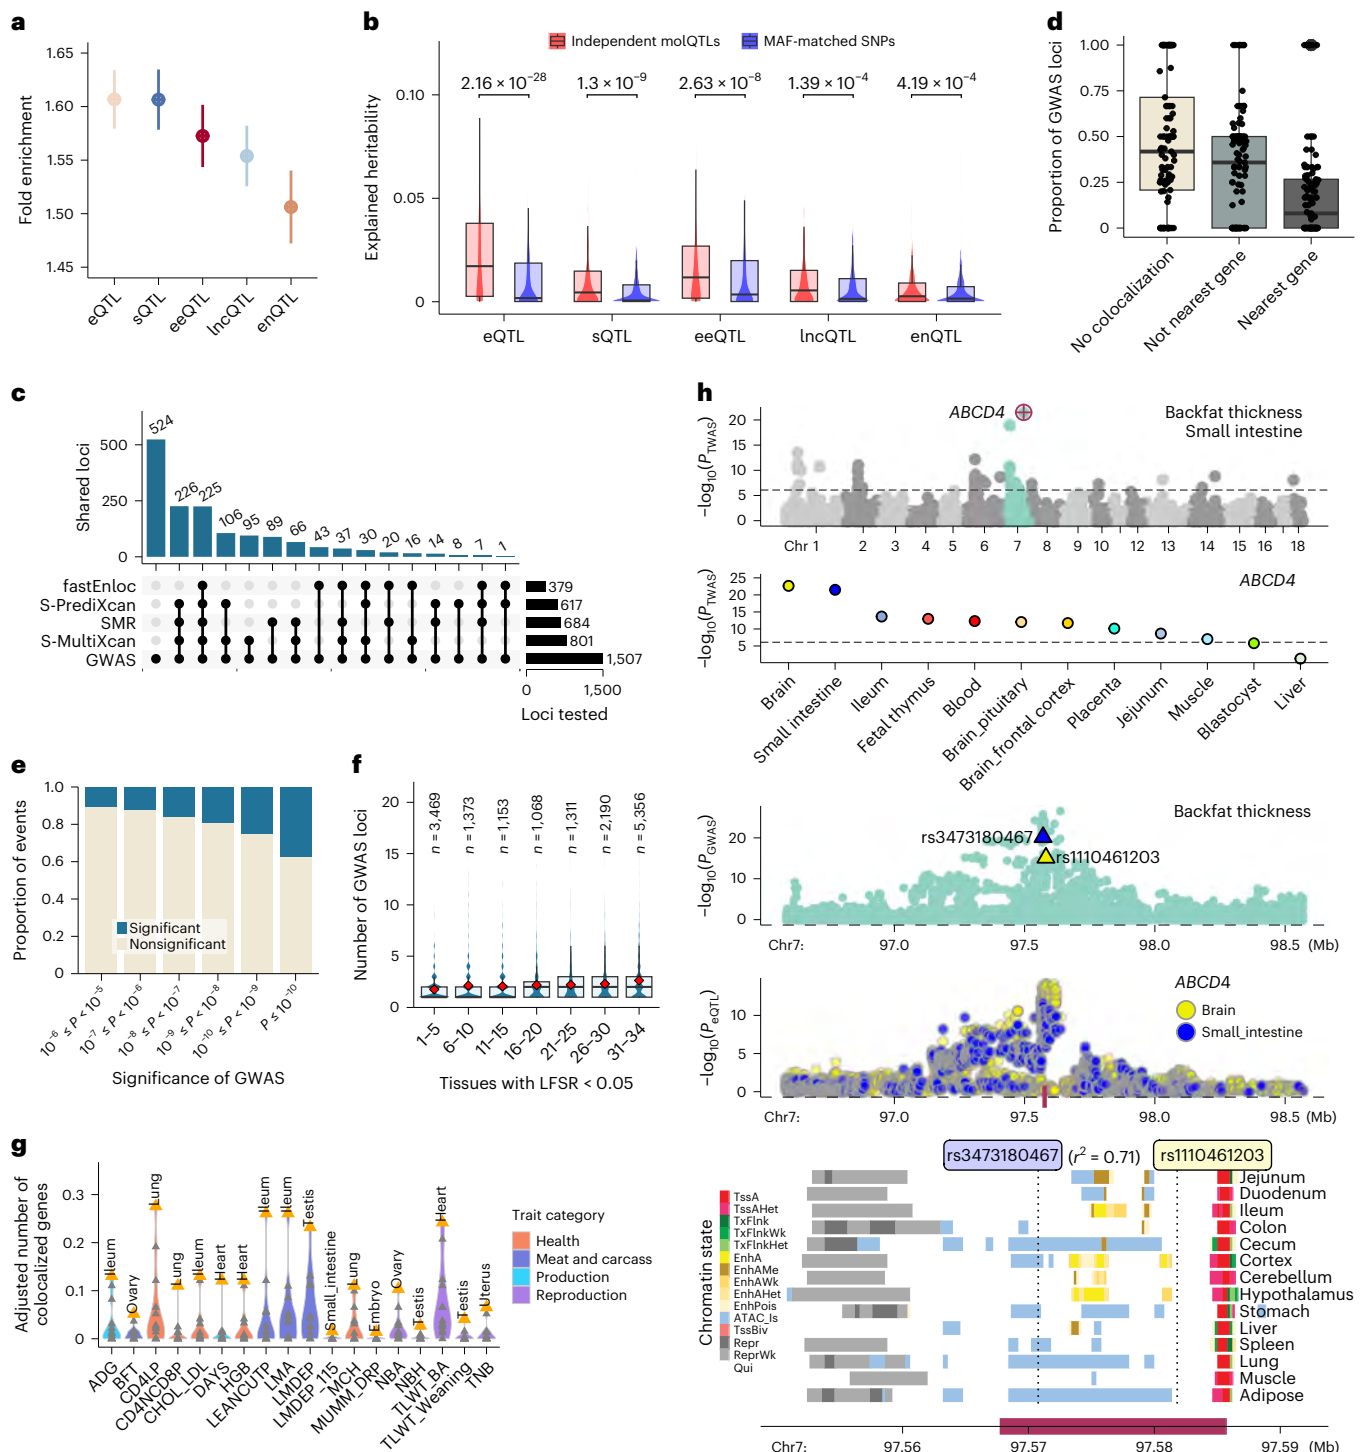 a
1.65
1.60
1.55
1.50
1.45
Fold enrichment
eQTL
sQTL
eeQTL
lncQTL
enQTL
b
Independent molQTLs
MAF-matched SNPs
2.16 × 10⁻²⁸
1.3 × 10⁻⁹
2.63 × 10⁻⁸
1.39 × 10⁻⁴
4.19 × 10⁻⁴
0.10
0.05
0
Explained heritability
eQTL
sQTL
eeQTL
lncQTL
enQTL
d
1.00
0.75
0.50
0.25
0
Proportion of GWAS loci
No colocalization
Not nearest gene
Nearest gene
c
Shared loci
500
250
0
524
226
225
106
95
89
66
43
37
30
20
16
14
8
7
1
fastEnloc
S-PrediXcan
SMR
S-MultiXcan
GWAS
379
617
684
801
1,507
0
1,500
Loci tested
e
1.0
0.8
0.6
0.4
0.2
0
Proportion of events
Significant
Nonsignificant
10⁻⁶ ≤ P < 10⁻⁵
10⁻⁷ ≤ P < 10⁻⁶
10⁻⁸ ≤ P < 10⁻⁷
10⁻⁹ ≤ P < 10⁻⁸
10⁻¹⁰ ≤ P < 10⁻⁹
P ≤ 10⁻¹⁰
Significance of GWAS
f
20
15
10
5
0
Number of GWAS loci
n = 3,469
n = 1,373
n = 1,153
n = 1,068
n = 1,311
n = 2,190
n = 5,356
1–5
6–10
11–15
16–20
21–25
26–30
31–34
Tissues with LFSR < 0.05
g
0.3
0.2
0.1
0
Adjusted number of
colocalized genes
Ileum
Ovary
Lung
Lung
Ileum
Heart
Heart
Ileum
Ileum
Testis
Small_intestine
Lung
Embryo
Ovary
Testis
Heart
Testis
Uterus
ADG
BFT
CD4LP
CD4NCD8P
CHOL_LDL
DAYS
HGB
LEANCUTP
LMA
LMDEP
LMDEP_115
MCH
MUMM_DRP
NBA
NBH
TLWT_BA
TLWT_Weaning
TNB
Trait category
Health
Meat and carcass
Production
Reproduction
h
ABCD4
Backfat thickness
Small intestine
20
15
10
5
0
−log₁₀(P_TWAS)
Chr 1
2
3
4
5
6
7
8
9
10
12
13
14
15
16
18
ABCD4
25
20
15
10
5
−log₁₀(P_TWAS)
Brain
Small intestine
Ileum
Fetal thymus
Blood
Brain_pituitary
Brain_frontal cortex
Placenta
Jejunum
Muscle
Blastocyst
Liver
Backfat thickness
rs3473180467
rs1110461203
20
10
0
−log₁₀(P_GWAS)
Chr7:
97.0
97.5
98.0
98.5
(Mb)
ABCD4
Brain
Small_intestine
10
5
0
−log₁₀(P_eQTL)
Chr7:
97.0
97.5
98.0
98.5
(Mb)
rs3473180467
(r² = 0.71)
rs1110461203
Chromatin state
TssA
TssAHet
TxFlnk
TxFlnkWk
TxFlnkHet
EnhA
EnhAMe
EnhAWk
EnhAHet
EnhPois
ATAC_Is
TssBiv
Repr
ReprWk
Qui
Jejunum
Duodenum
Ileum
Colon
Cecum
Cortex
Cerebellum
Hypothalamus
Stomach
Liver
Spleen
Lung
Muscle
Adipose
Chr7:
97.56
97.57
97.58
97.59
(Mb)